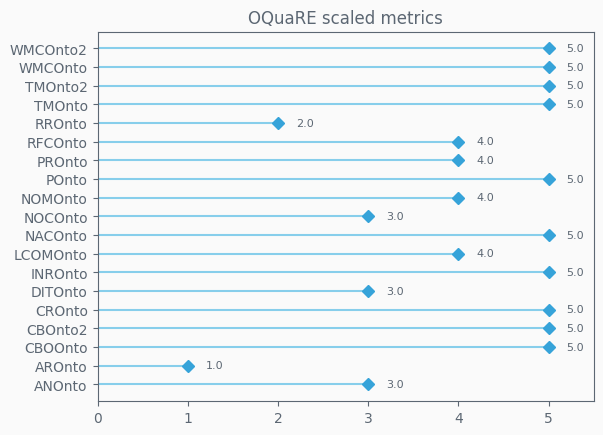 OQuaRE scaled metrics
WMCOnto2 5.0
WMCOnto 5.0
TMOnto2 5.0
TMOnto 5.0
RROnto 2.0
RFCOnto 4.0
PROnto 4.0
POnto 5.0
NOMOnto 4.0
NOCOnto 3.0
NACOnto 5.0
LCOMOnto 4.0
INROnto 5.0
DITOnto 3.0
CROnto 5.0
CBOnto2 5.0
CBOOnto 5.0
AROnto 1.0
ANOnto 3.0
0 1 2 3 4 5